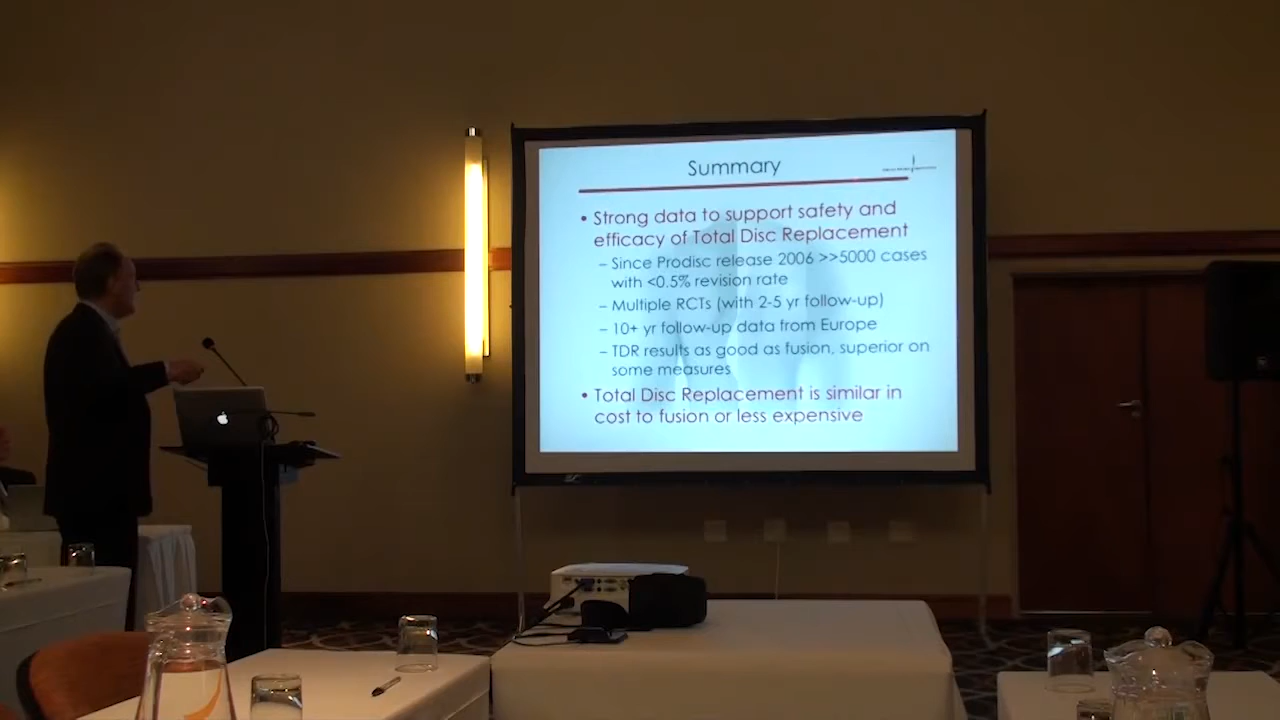 Summary
• Strong data to support safety and
efficacy of Total Disc Replacement
– Since Prodisc release 2006 >>5000 cases
with <0.5% revision rate
– Multiple RCTs (with 2-5 yr follow-up)
– 10+ yr follow-up data from Europe
– TDR results as good as fusion, superior on
some measures
• Total Disc Replacement is similar in
cost to fusion or less expensive